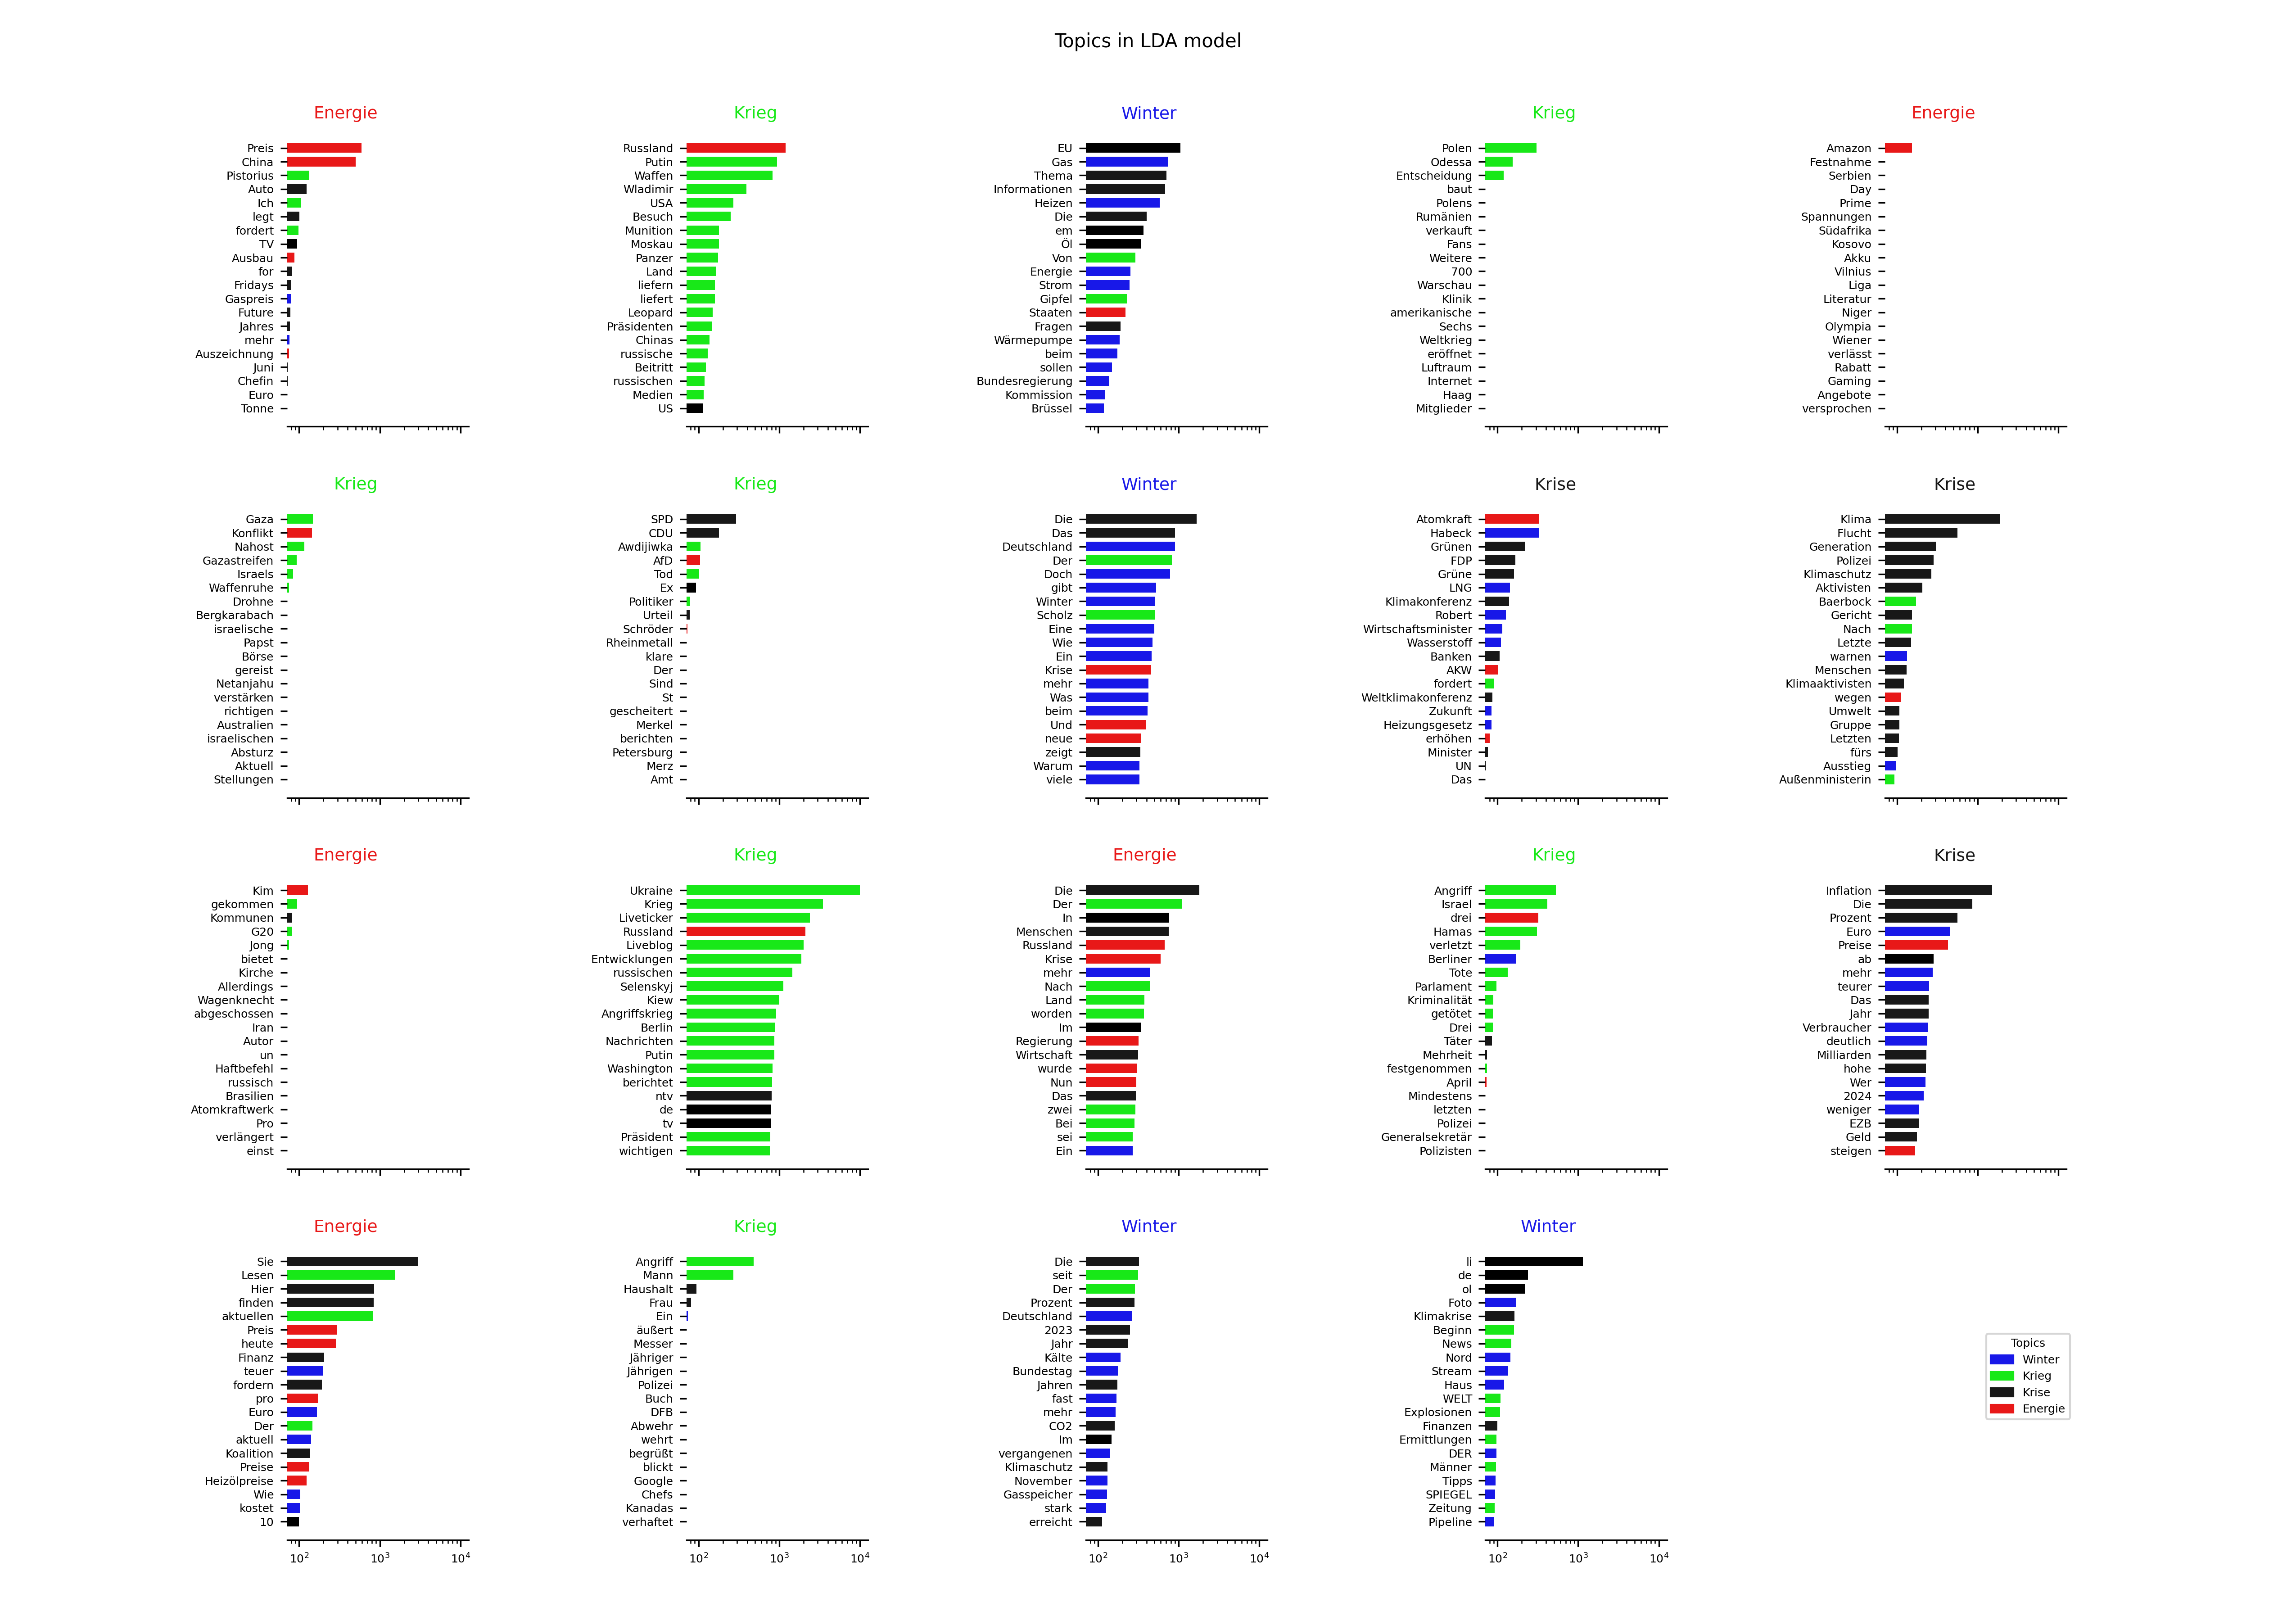 Topics in LDA model
Energie
Preis
China
Pistorius
Auto
Ich
legt
fordert
TV
Ausbau
for
Fridays
Gaspreis
Future
Jahres
mehr
Auszeichnung
Juni
Chefin
Euro
Tonne
Krieg
Russland
Putin
Waffen
Wladimir
USA
Besuch
Munition
Moskau
Panzer
Land
liefern
liefert
Leopard
Präsidenten
Chinas
russische
Beitritt
russischen
Medien
US
Winter
EU
Gas
Thema
Informationen
Heizen
Die
em
Öl
Von
Energie
Strom
Gipfel
Staaten
Fragen
Wärmepumpe
beim
sollen
Bundesregierung
Kommission
Brüssel
Krieg
Polen
Odessa
Entscheidung
baut
Polens
Rumänien
verkauft
Fans
Weitere
700
Warschau
Klinik
amerikanische
Sechs
Weltkrieg
eröffnet
Luftraum
Internet
Haag
Mitglieder
Energie
Amazon
Festnahme
Serbien
Day
Prime
Spannungen
Südafrika
Kosovo
Akku
Vilnius
Liga
Literatur
Niger
Olympia
Wiener
verlässt
Rabatt
Gaming
Angebote
versprochen
Krieg
Gaza
Konflikt
Nahost
Gazastreifen
Israels
Waffenruhe
Drohne
Bergkarabach
israelische
Papst
Börse
gereist
Netanjahu
verstärken
richtigen
Australien
israelischen
Absturz
Aktuell
Stellungen
Krieg
SPD
CDU
Awdijiwka
AfD
Tod
Ex
Politiker
Urteil
Schröder
Rheinmetall
klare
Der
Sind
St
gescheitert
Merkel
berichten
Petersburg
Merz
Amt
Winter
Die
Das
Deutschland
Der
Doch
gibt
Winter
Scholz
Eine
Wie
Ein
Krise
mehr
Was
beim
Und
neue
zeigt
Warum
viele
Krise
Atomkraft
Habeck
Grünen
FDP
Grüne
LNG
Klimakonferenz
Robert
Wirtschaftsminister
Wasserstoff
Banken
AKW
fordert
Weltklimakonferenz
Zukunft
Heizungsgesetz
erhöhen
Minister
UN
Das
Krise
Klima
Flucht
Generation
Polizei
Klimaschutz
Aktivisten
Baerbock
Gericht
Nach
Letzte
warnen
Menschen
Klimaaktivisten
wegen
Umwelt
Gruppe
Letzten
fürs
Ausstieg
Außenministerin
Energie
Kim
gekommen
Kommunen
G20
Jong
bietet
Kirche
Allerdings
Wagenknecht
abgeschossen
Iran
Autor
un
Haftbefehl
russisch
Brasilien
Atomkraftwerk
Pro
verlängert
einst
Krieg
Ukraine
Krieg
Liveticker
Russland
Liveblog
Entwicklungen
russischen
Selenskyj
Kiew
Angriffskrieg
Berlin
Nachrichten
Putin
Washington
berichtet
ntv
de
tv
Präsident
wichtigen
Energie
Die
Der
In
Menschen
Russland
Krise
mehr
Nach
Land
worden
Im
Regierung
Wirtschaft
wurde
Nun
Das
zwei
Bei
sei
Ein
Krieg
Angriff
Israel
drei
Hamas
verletzt
Berliner
Tote
Parlament
Kriminalität
getötet
Drei
Täter
Mehrheit
festgenommen
April
Mindestens
letzten
Polizei
Generalsekretär
Polizisten
Krise
Inflation
Die
Prozent
Euro
Preise
ab
mehr
teurer
Das
Jahr
Verbraucher
deutlich
Milliarden
hohe
Wer
2024
weniger
EZB
Geld
steigen
Energie
Sie
Lesen
Hier
finden
aktuellen
Preis
heute
Finanz
teuer
fordern
pro
Euro
Der
aktuell
Koalition
Preise
Heizölpreise
Wie
kostet
10
10² 10³ 10⁴
Krieg
Angriff
Mann
Haushalt
Frau
Ein
äußert
Messer
Jähriger
Jährigen
Polizei
Buch
DFB
Abwehr
wehrt
begrüßt
blickt
Google
Chefs
Kanadas
verhaftet
10² 10³ 10⁴
Winter
Die
seit
Der
Prozent
Deutschland
2023
Jahr
Kälte
Bundestag
Jahren
fast
mehr
CO2
Im
vergangenen
Klimaschutz
November
Gasspeicher
stark
erreicht
10² 10³ 10⁴
Winter
li
de
ol
Foto
Klimakrise
Beginn
News
Nord
Stream
Haus
WELT
Explosionen
Finanzen
Ermittlungen
DER
Männer
Tipps
SPIEGEL
Zeitung
Pipeline
10² 10³ 10⁴
Topics
Winter
Krieg
Krise
Energie